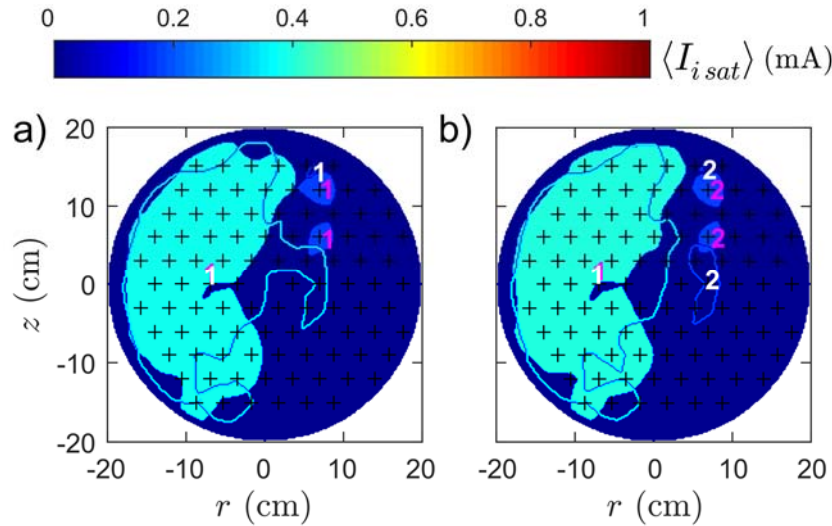 0 0.2 0.4 0.6 0.8 1
⟨I_{i sat}⟩ (mA)
a) b)
20 20
1 1 2 2
10 10
1 2
z (cm) 0 1 0 1 2
-10 -10
-20 -20
-20 -10 0 10 20 -20 -10 0 10 20
r (cm) r (cm)